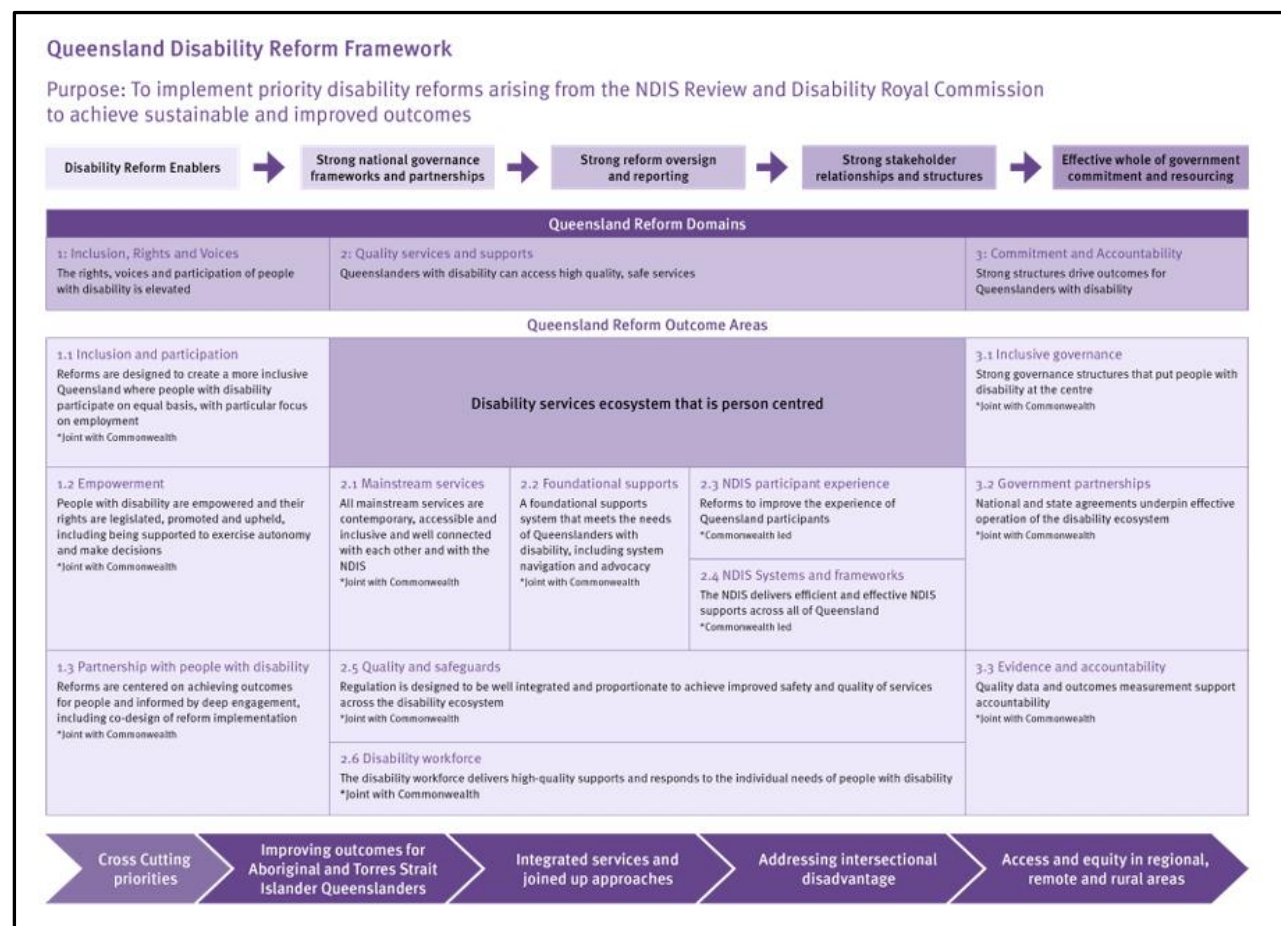 Queensland Disability Reform Framework
Purpose: To implement priority disability reforms arising from the NDIS Review and Disability Royal Commission
to achieve sustainable and improved outcomes
Disability Reform Enablers
Strong national governance
frameworks and partnerships
Strong reform oversign
and reporting
Strong stakeholder
relationships and structures
Effective whole of government
commitment and resourcing
Queensland Reform Domains
1: Inclusion, Rights and Voices
The rights, voices and participation of people
with disability is elevated
2: Quality services and supports
Queenslanders with disability can access high quality, safe services
3: Commitment and Accountability
Strong structures drive outcomes for
Queenslanders with disability
Queensland Reform Outcome Areas
1.1 Inclusion and participation
Reforms are designed to create a more inclusive
Queensland where people with disability
participate on equal basis, with particular focus
on employment
*Joint with Commonwealth
Disability services ecosystem that is person centred
3.1 Inclusive governance
Strong governance structures that put people with
disability at the centre
*Joint with Commonwealth
1.2 Empowerment
People with disability are empowered and their
rights are legislated, promoted and upheld,
including being supported to exercise autonomy
and make decisions
*Joint with Commonwealth
2.1 Mainstream services
All mainstream services are
contemporary, accessible and
inclusive and well connected
with each other and with the
NDIS
*Joint with Commonwealth
2.2 Foundational supports
A foundational supports
system that meets the needs
of Queenslanders with
disability, including system
navigation and advocacy
*Joint with Commonwealth
2.3 NDIS participant experience
Reforms to improve the experience of
Queensland participants
*Commonwealth led
2.4 NDIS Systems and frameworks
The NDIS delivers efficient and effective NDIS
supports across all of Queensland
*Commonwealth led
3.2 Government partnerships
National and state agreements underpin effective
operation of the disability ecosystem
*Joint with Commonwealth
1.3 Partnership with people with disability
Reforms are centered on achieving outcomes
for people and informed by deep engagement,
including co-design of reform implementation
*Joint with Commonwealth
2.5 Quality and safeguards
Regulation is designed to be well integrated and proportionate to achieve improved safety and quality of services
across the disability ecosystem
*Joint with Commonwealth
2.6 Disability workforce
The disability workforce delivers high-quality supports and responds to the individual needs of people with disability
*Joint with Commonwealth
3.3 Evidence and accountability
Quality data and outcomes measurement support
accountability
*Joint with Commonwealth
Cross Cutting
priorities
Improving outcomes for
Aboriginal and Torres Strait
Islander Queenslanders
Integrated services and
joined up approaches
Addressing intersectional
disadvantage
Access and equity in regional,
remote and rural areas